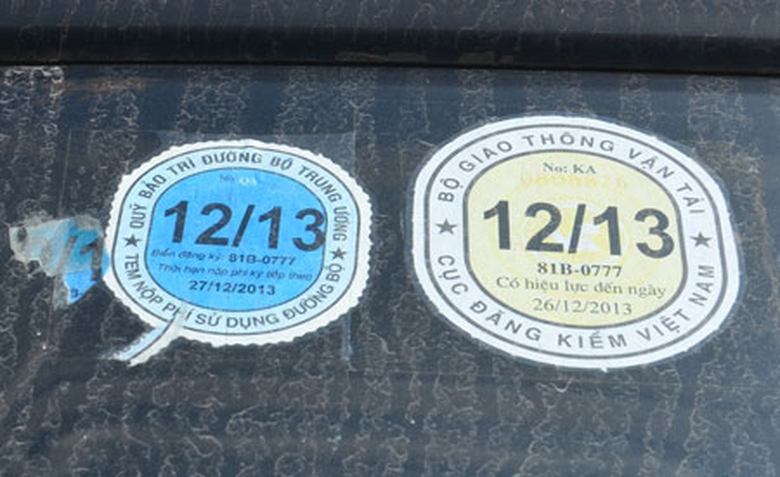 QUỸ BẢO TRÌ ĐƯỜNG BỘ TRUNG ƯƠNG
No: QA
12/13
Biển đăng ký: 81B-0777
Thời hạn nộp phí kỳ tiếp theo
27/12/2013
★ TEM NỘP PHÍ SỬ DỤNG ĐƯỜNG BỘ ★
BỘ GIAO THÔNG VẬN TẢI
No: KA
12/13
81B-0777
Có hiệu lực đến ngày
26/12/2013
★ CỤC ĐĂNG KIỂM VIỆT NAM ★